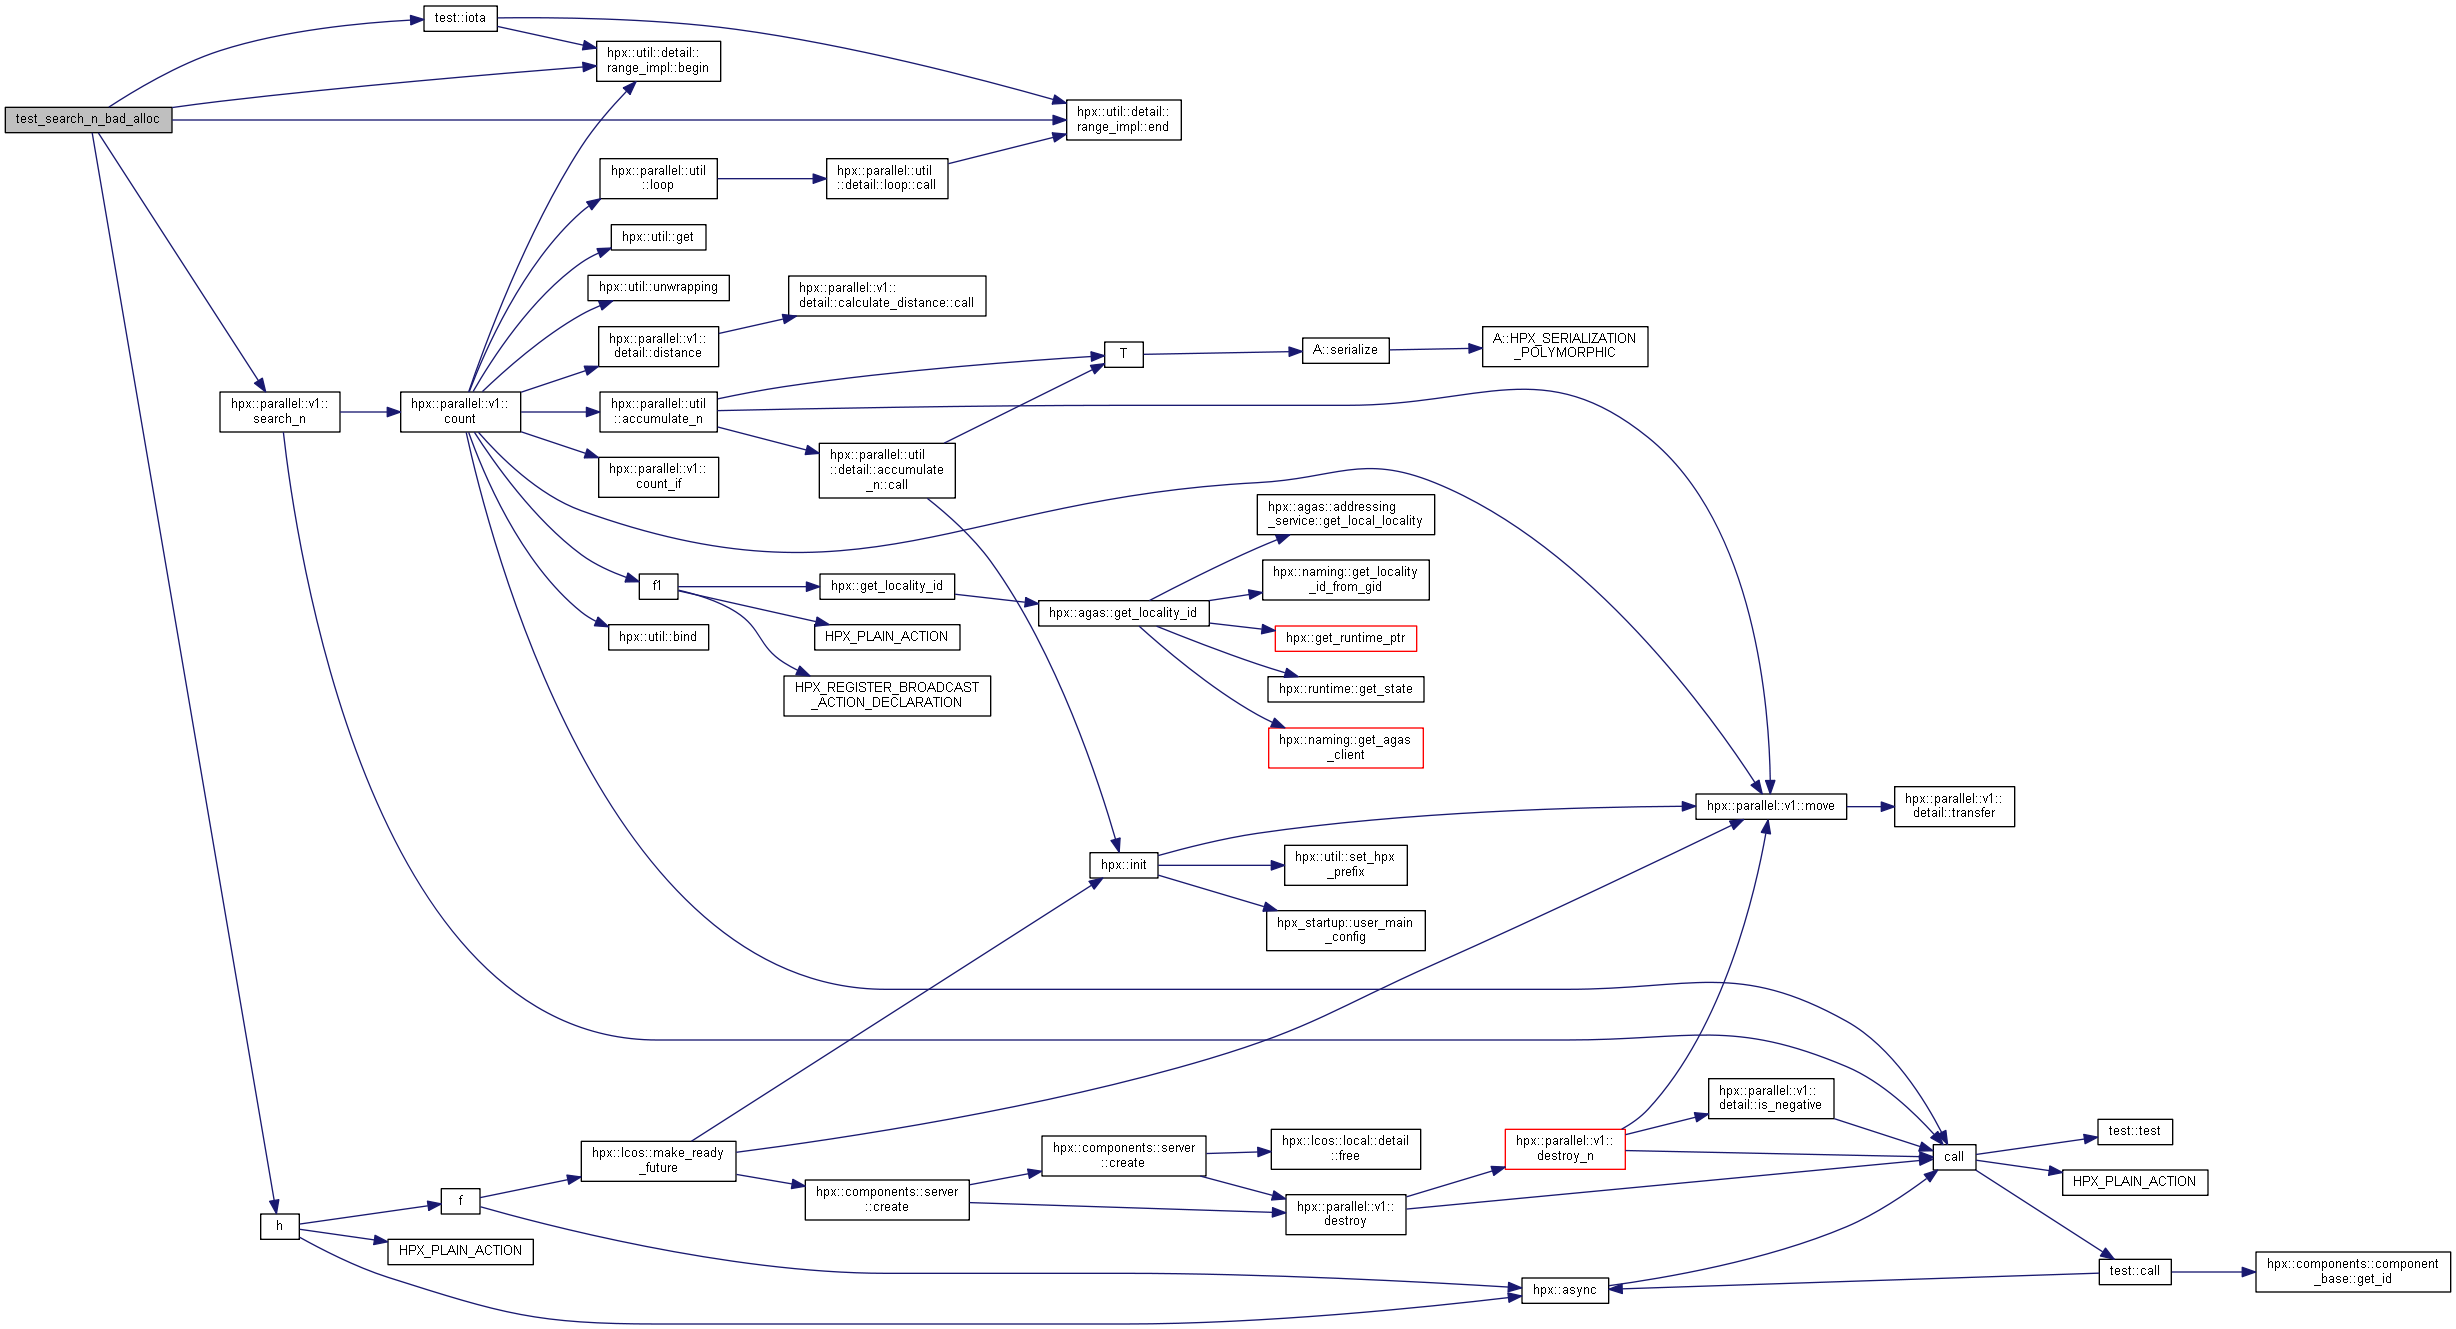 test::iota
hpx::util::detail::
range_impl::begin
hpx::util::detail::
range_impl::end
test_search_n_bad_alloc
hpx::parallel::util
::loop
hpx::parallel::util
::detail::loop::call
hpx::util::get
hpx::util::unwrapping
hpx::parallel::v1::
detail::calculate_distance::call
hpx::parallel::v1::
detail::distance
T
A::serialize
A::HPX_SERIALIZATION
_POLYMORPHIC
hpx::parallel::v1::
search_n
hpx::parallel::v1::
count
hpx::parallel::util
::accumulate_n
hpx::parallel::util
::detail::accumulate
_n::call
hpx::parallel::v1::
count_if
hpx::agas::addressing
_service::get_local_locality
f1
hpx::get_locality_id
hpx::naming::get_locality
_id_from_gid
hpx::agas::get_locality_id
hpx::util::bind
HPX_PLAIN_ACTION
hpx::get_runtime_ptr
HPX_REGISTER_BROADCAST
_ACTION_DECLARATION
hpx::runtime::get_state
hpx::naming::get_agas
_client
hpx::parallel::v1::move
hpx::parallel::v1::
detail::transfer
hpx::init
hpx::util::set_hpx
_prefix
hpx_startup::user_main
_config
hpx::parallel::v1::
detail::is_negative
hpx::lcos::make_ready
_future
hpx::components::server
::create
hpx::lcos::local::detail
::free
hpx::parallel::v1::
destroy_n
call
test::test
HPX_PLAIN_ACTION
f
hpx::components::server
::create
hpx::parallel::v1::
destroy
h
HPX_PLAIN_ACTION
hpx::async
test::call
hpx::components::component
_base::get_id